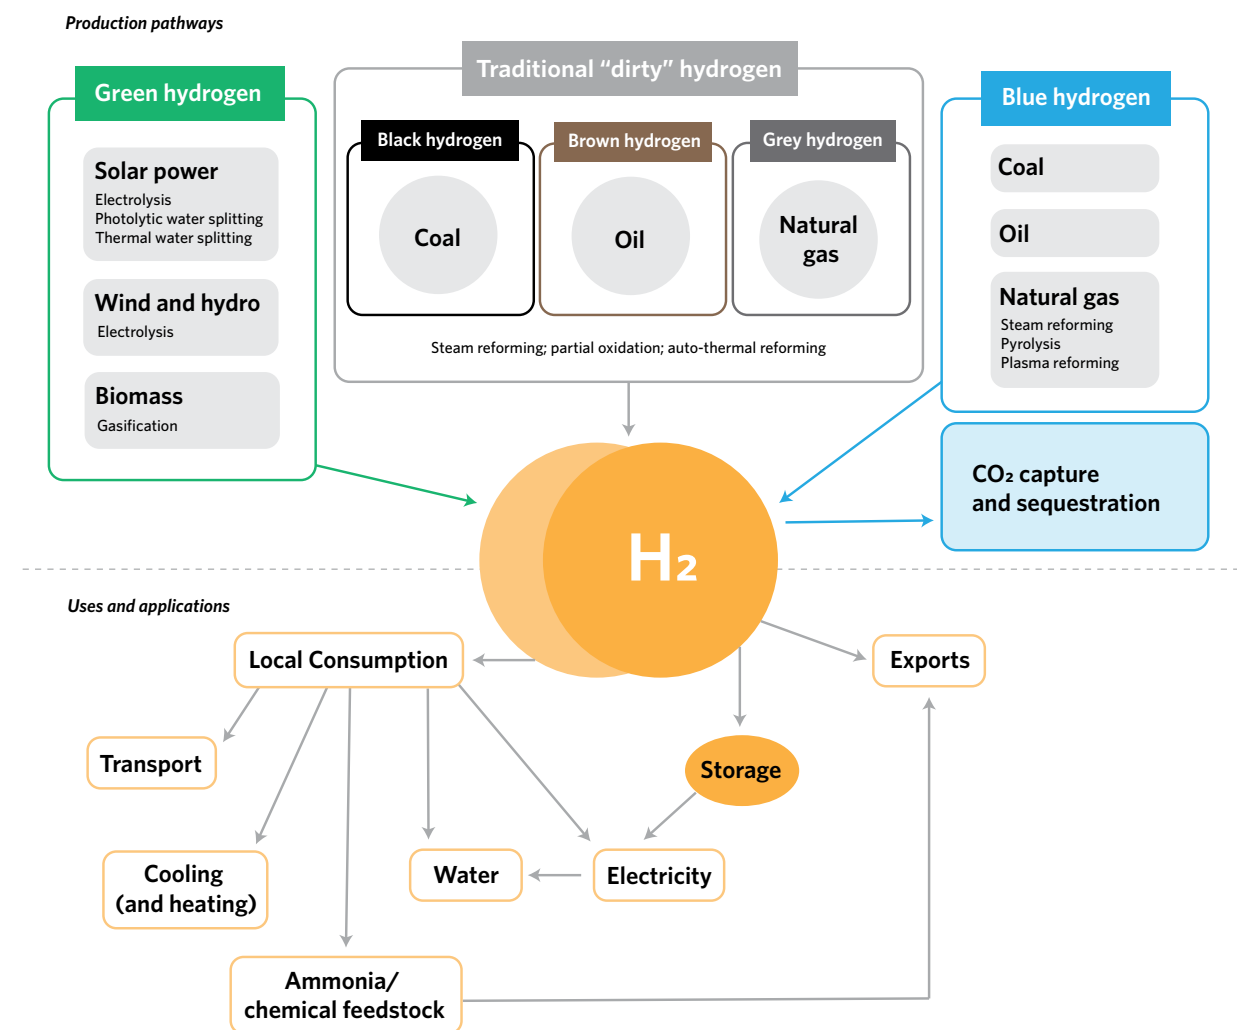 Production pathways
Green hydrogen
Solar power
Electrolysis
Photolytic water splitting
Thermal water splitting
Wind and hydro
Electrolysis
Biomass
Gasification
Traditional “dirty” hydrogen
Black hydrogen
Coal
Brown hydrogen
Oil
Grey hydrogen
Natural
gas
Steam reforming; partial oxidation; auto-thermal reforming
Blue hydrogen
Coal
Oil
Natural gas
Steam reforming
Pyrolysis
Plasma reforming
CO₂ capture
and sequestration
H₂
Uses and applications
Local Consumption
Exports
Transport
Storage
Cooling
(and heating)
Water
Electricity
Ammonia/
chemical feedstock